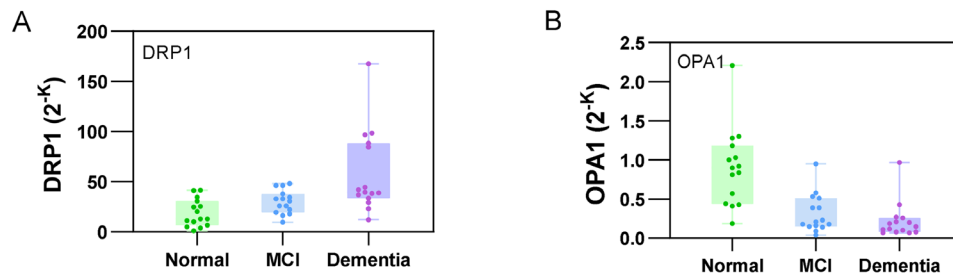 A
DRP1 (2⁻ᴷ)
200
150
100
50
0
DRP1
Normal MCI Dementia
B
OPA1 (2⁻ᴷ)
2.5
2.0
1.5
1.0
0.5
0.0
OPA1
Normal MCI Dementia